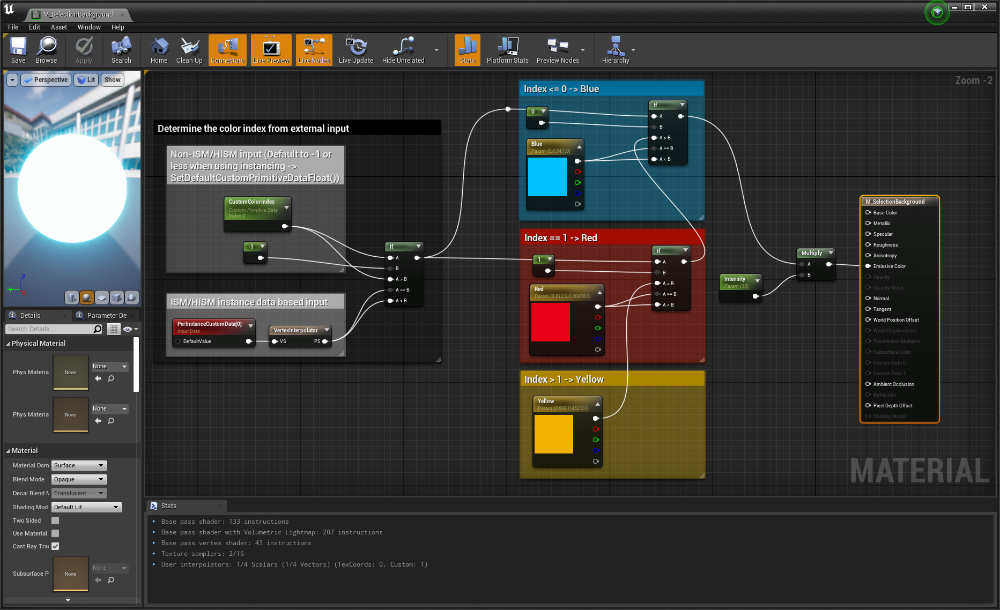 M_SelectionBackground
File Edit Asset Window Help
Save Browse Apply Search Home Clean Up Connectors Live Preview Live Nodes Live Update Hide Unrelated Stats Platform Stats Preview Nodes Hierarchy
Perspective Lit Show
Zoom -2
Z
Y
X
Determine the color index from external input
Non-ISM/HISM input (Default to -1 or
less when using instancing ->
SetDefaultCustomPrimitiveDataFloat())
CustomColorIndex
Custom Primitive Data
Index 0
-1
ISM/HISM instance data based input
PerInstanceCustomData[0]
Input Data
DefaultValue
VertexInterpolator
VS PS
If
A
B
A > B
A == B
A < B
Index <= 0 -> Blue
0
Blue
Param (0,0.54,1,0)
If
A
B
A > B
A == B
A < B
Index == 1 -> Red
1
Red
Param (0.812,0,0.00658,0)
If
A
B
A > B
A == B
A < B
Index > 1 -> Yellow
Yellow
Param (0.896,0.452,0,0)
Intensity
Param (35)
Multiply
A
B
M_SelectionBackground
Base Color
Metallic
Specular
Roughness
Anisotropy
Emissive Color
Opacity
Opacity Mask
Normal
Tangent
World Position Offset
World Displacement
Tessellation Multiplier
Subsurface Color
Custom Data 0
Custom Data 1
Ambient Occlusion
Refraction
Pixel Depth Offset
Shading Model
MATERIAL
Details Parameter De
Search Details
Physical Material
Phys Materia None None
Phys Materia None None
Material
Material Dom Surface
Blend Mode Opaque
Decal Blend M Translucent
Shading Mod Default Lit
Two Sided
Use Material
Cast Ray Tra
Subsurface P None None
Stats
Base pass shader: 133 instructions
Base pass shader with Volumetric Lightmap: 207 instructions
Base pass vertex shader: 43 instructions
Texture samplers: 2/16
User interpolators: 1/4 Scalars (1/4 Vectors) (TexCoords: 0, Custom: 1)